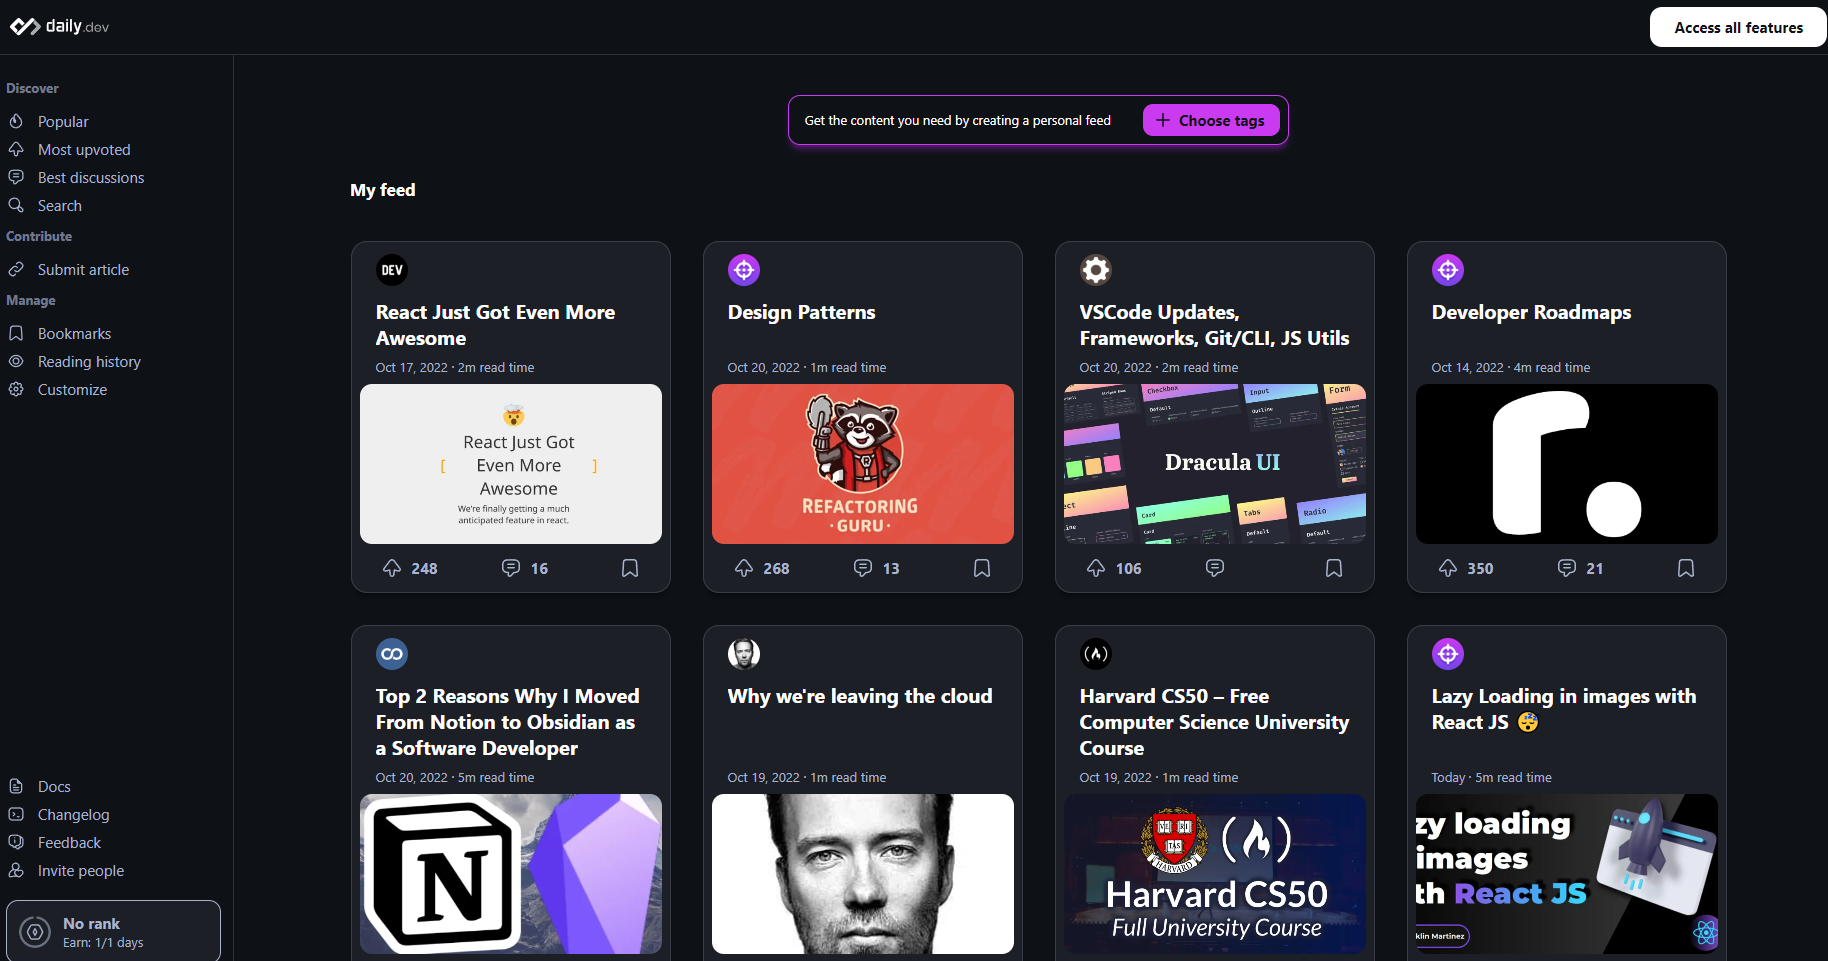 daily.dev
Access all features
Discover
Popular
Most upvoted
Best discussions
Search
Contribute
Submit article
Manage
Bookmarks
Reading history
Customize
Docs
Changelog
Feedback
Invite people
No rank
Earn: 1/1 days
Get the content you need by creating a personal feed
Choose tags
My feed
DEV
React Just Got Even More
Awesome
Oct 17, 2022 · 2m read time
React Just Got
[ Even More ]
Awesome
We're finally getting a much
anticipated feature in react.
248 16
Design Patterns
Oct 20, 2022 · 1m read time
REFACTORING
· GURU ·
268 13
VSCode Updates,
Frameworks, Git/CLI, JS Utils
Oct 20, 2022 · 2m read time
Checkbox
Default
Input
Outline
Form
Dracula UI
Card
Card
Tabs
Default
Radio
Default
106
Developer Roadmaps
Oct 14, 2022 · 4m read time
r.
350 21
Top 2 Reasons Why I Moved
From Notion to Obsidian as
a Software Developer
Oct 20, 2022 · 5m read time
N
Why we're leaving the cloud
Oct 19, 2022 · 1m read time
Harvard CS50 – Free
Computer Science University
Course
Oct 19, 2022 · 1m read time
VE RI
TAS
HARVARD
Harvard CS50
Full University Course
Lazy Loading in images with
React JS 😴
Today · 5m read time
zy loading
images
th React JS
klin Martinez